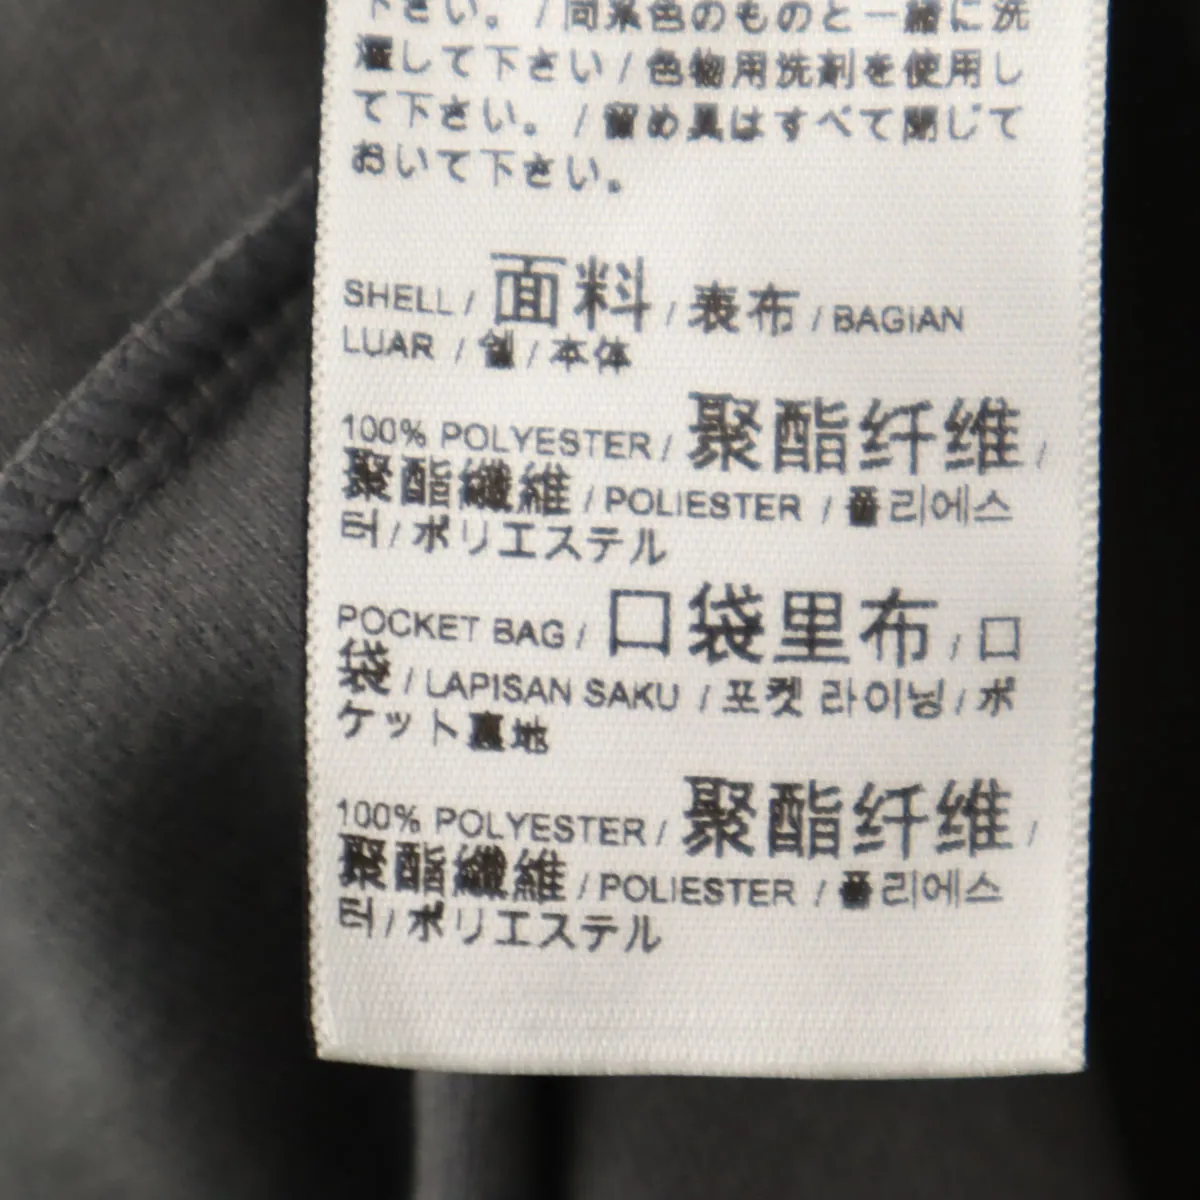 下さい。/ 同系色のものと一緒に洗
濯して下さい / 色物用洗剤を使用し
て下さい。 / 留め具はすべて閉じて
おいて下さい。
SHELL / 面料 / 表布 / BAGIAN
LUAR / 쉘 / 本体
100% POLYESTER / 聚酯纤维 /
聚酯纖維 / POLIESTER / 폴리에스
터 / ポリエステル
POCKET BAG / 口袋里布 / 口
袋 / LAPISAN SAKU / 포켓 라이닝 / ポ
ケット裏地
100% POLYESTER / 聚酯纤维 /
聚酯纖維 / POLIESTER / 폴리에스
터 / ポリエステル